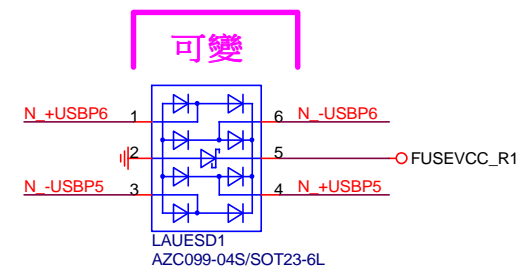 可變
N_+USBP6 1 6 N_-USBP6
2 5 FUSEVCC_R1
N_-USBP5 3 4 N_+USBP5
LAUESD1
AZC099-04S/SOT23-6L